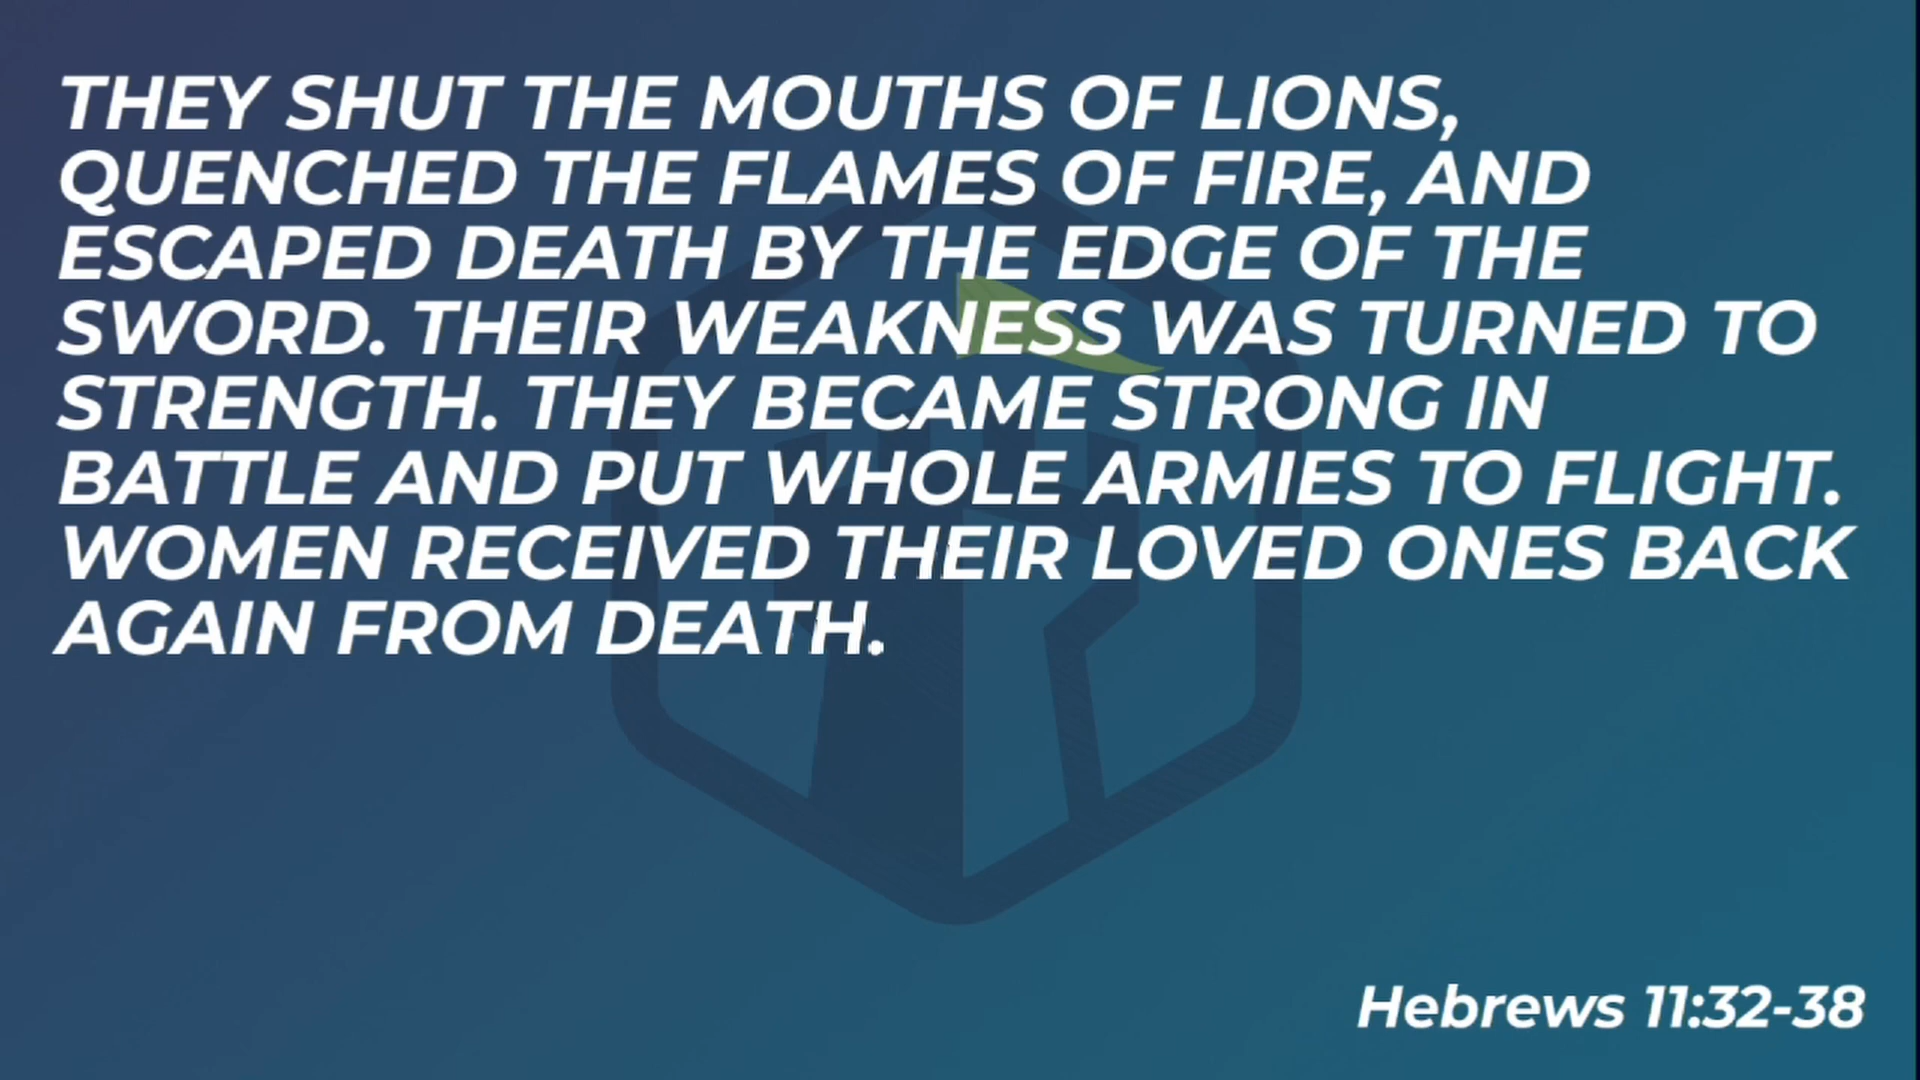 THEY SHUT THE MOUTHS OF LIONS,
QUENCHED THE FLAMES OF FIRE, AND
ESCAPED DEATH BY THE EDGE OF THE
SWORD. THEIR WEAKNESS WAS TURNED TO
STRENGTH. THEY BECAME STRONG IN
BATTLE AND PUT WHOLE ARMIES TO FLIGHT.
WOMEN RECEIVED THEIR LOVED ONES BACK
AGAIN FROM DEATH.
Hebrews 11:32-38